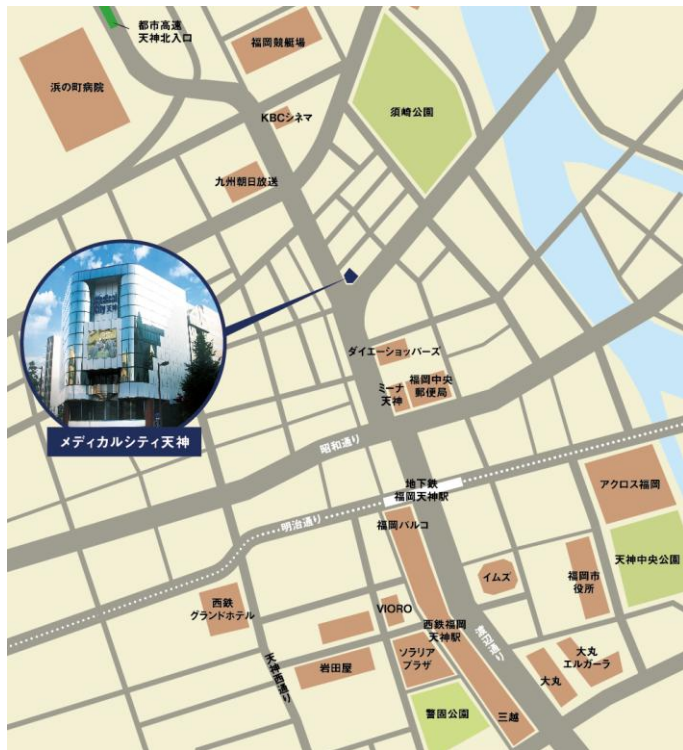 都市高速
天神北入口
福岡競艇場
浜の町病院
KBCシネマ
須崎公園
九州朝日放送
メディカルシティ天神
ダイエーショッパーズ
ミーナ
天神
福岡中央
郵便局
昭和通り
地下鉄
福岡天神駅
アクロス福岡
明治通り
福岡パルコ
天神中央公園
イムズ
福岡市
役所
西鉄
グランドホテル
VIORO
西鉄福岡
天神駅
渡辺通り
ソラリア
プラザ
岩田屋
天神西通り
大丸
エルガーラ
大丸
警固公園
三越